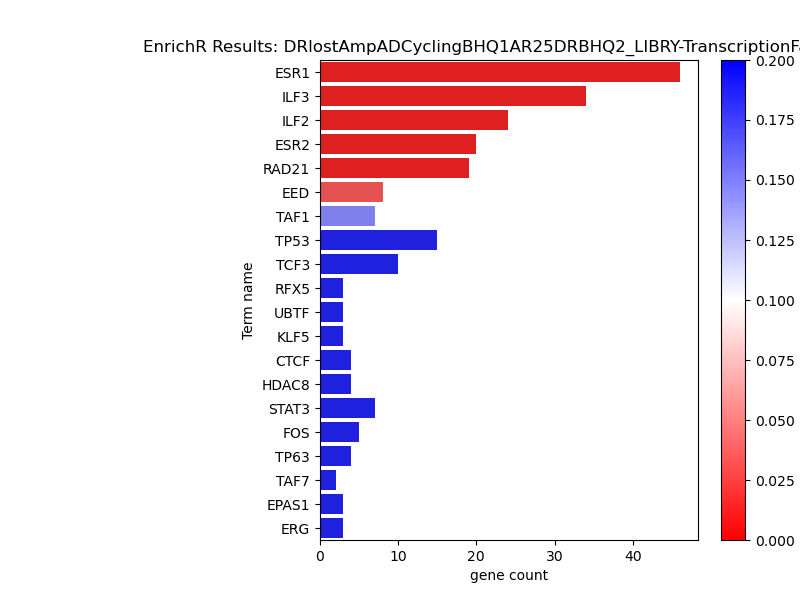 EnrichR Results: DRlostAmpADCyclingBHQ1AR25DRBHQ2_LIBRY-TranscriptionFa
ESR1
ILF3
ILF2
ESR2
RAD21
EED
TAF1
TP53
TCF3
RFX5
UBTF
KLF5
CTCF
HDAC8
STAT3
FOS
TP63
TAF7
EPAS1
ERG
Term name
0 10 20 30 40
gene count
0.200
0.175
0.150
0.125
0.100
0.075
0.050
0.025
0.000